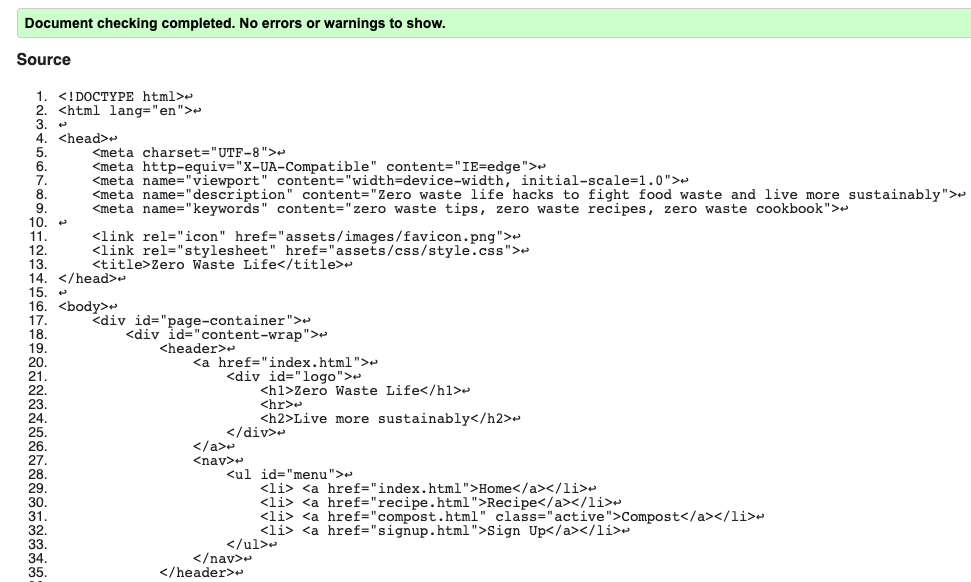 Document checking completed. No errors or warnings to show.
Source
1. <!DOCTYPE html>↩
2. <html lang="en">↩
3. ↩
4. <head>↩
5.     <meta charset="UTF-8">↩
6.     <meta http-equiv="X-UA-Compatible" content="IE=edge">↩
7.     <meta name="viewport" content="width=device-width, initial-scale=1.0">↩
8.     <meta name="description" content="Zero waste life hacks to fight food waste and live more sustainably">↩
9.     <meta name="keywords" content="zero waste tips, zero waste recipes, zero waste cookbook">↩
10. ↩
11.     <link rel="icon" href="assets/images/favicon.png">↩
12.     <link rel="stylesheet" href="assets/css/style.css">↩
13.     <title>Zero Waste Life</title>↩
14. </head>↩
15. ↩
16. <body>↩
17.     <div id="page-container">↩
18.         <div id="content-wrap">↩
19.             <header>↩
20.                 <a href="index.html">↩
21.                     <div id="logo">↩
22.                         <h1>Zero Waste Life</h1>↩
23.                         <hr>↩
24.                         <h2>Live more sustainably</h2>↩
25.                     </div>↩
26.                 </a>↩
27.                 <nav>↩
28.                     <ul id="menu">↩
29.                         <li> <a href="index.html">Home</a></li>↩
30.                         <li> <a href="recipe.html">Recipe</a></li>↩
31.                         <li> <a href="compost.html" class="active">Compost</a></li>↩
32.                         <li> <a href="signup.html">Sign Up</a></li>↩
33.                     </ul>↩
34.                 </nav>↩
35.             </header>↩